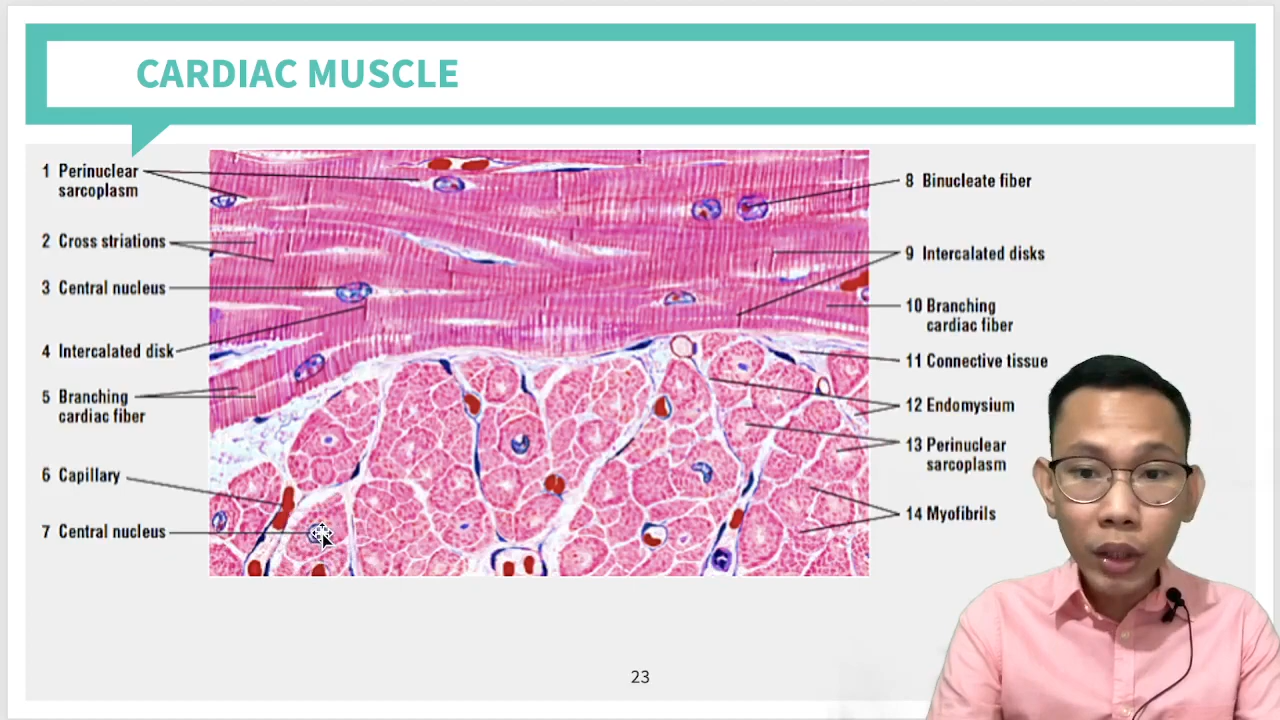 CARDIAC MUSCLE
1 Perinuclear
sarcoplasm
2 Cross striations
3 Central nucleus
4 Intercalated disk
5 Branching
cardiac fiber
6 Capillary
7 Central nucleus
8 Binucleate fiber
9 Intercalated disks
10 Branching
cardiac fiber
11 Connective tissue
12 Endomysium
13 Perinuclear
sarcoplasm
14 Myofibrils
23